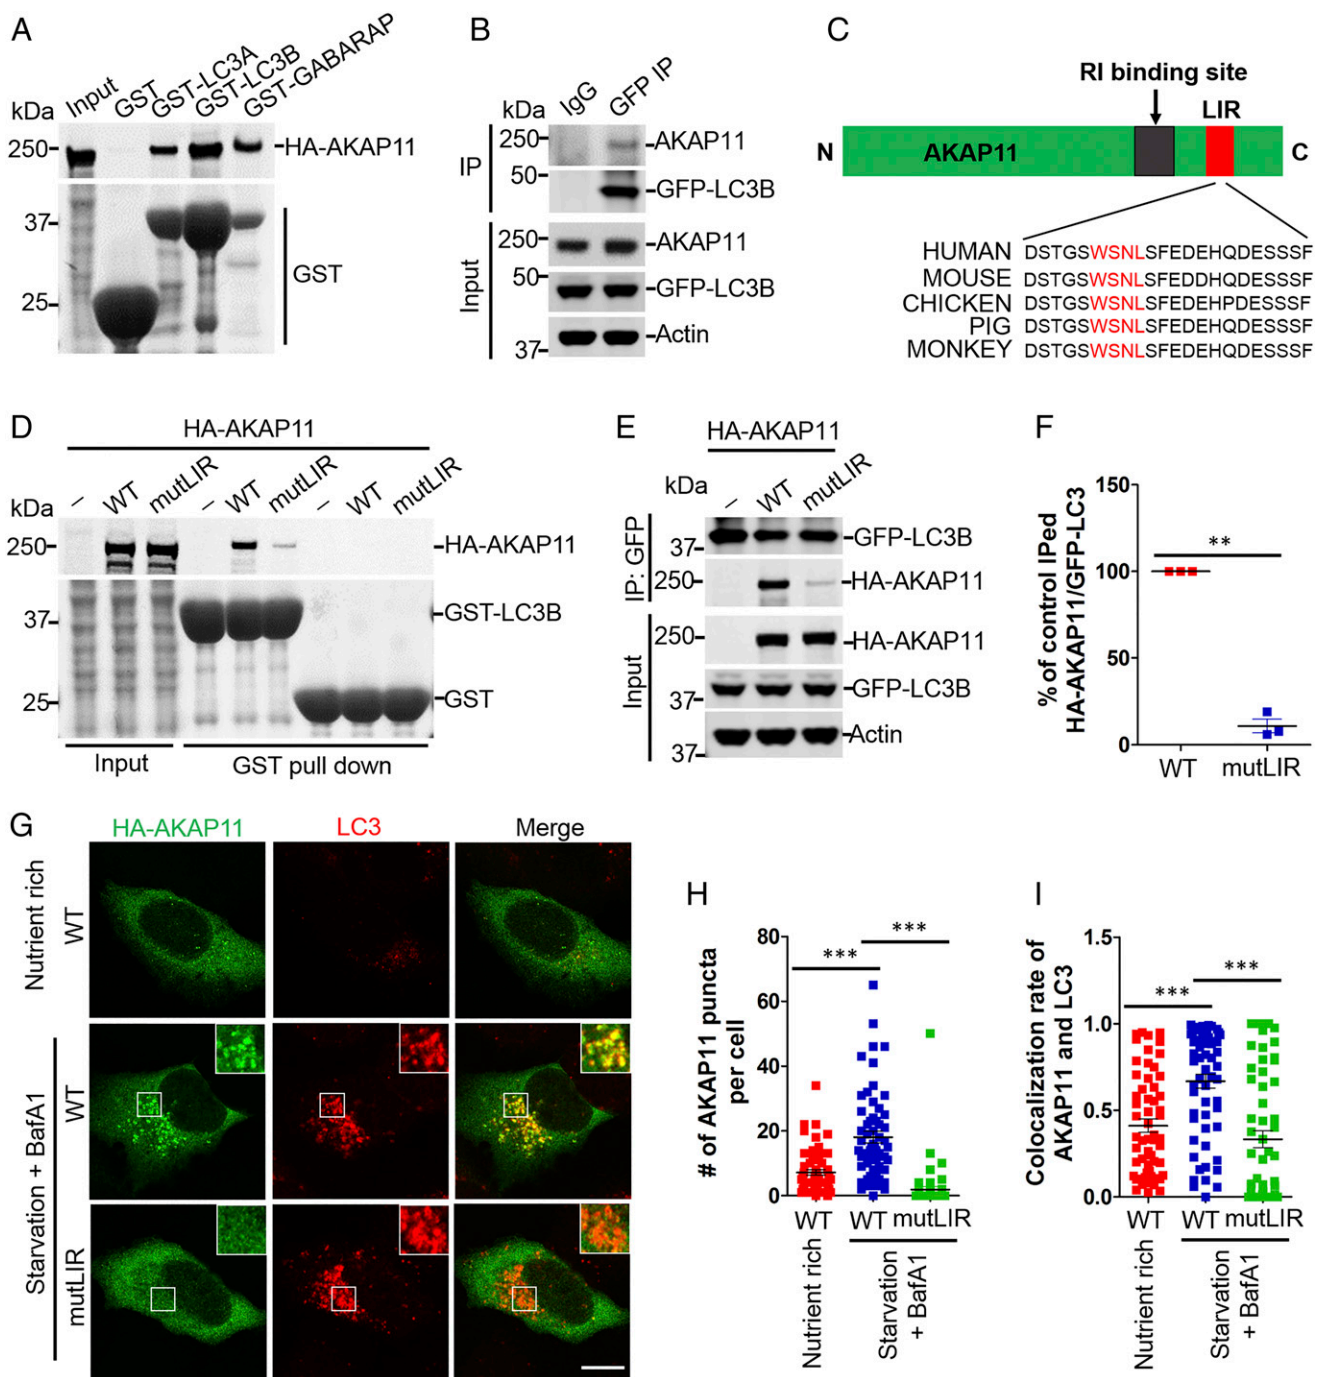 A
Input
GST
GST-LC3A
GST-LC3B
GST-GABARAP
kDa
250
HA-AKAP11
37
25
GST
B
IgG
GFP IP
kDa
IP
250
AKAP11
50
GFP-LC3B
Input
250
AKAP11
50
GFP-LC3B
37
Actin
C
RI binding site
LIR
N
AKAP11
C
HUMAN DSTGSWSNLSFEDEHQDESSSF
MOUSE DSTGSWSNLSFEDDHQDESSSF
CHICKEN DSTGSWSNLSFEDEHPDESSSF
PIG DSTGSWSNLSFEDEHQDESSSF
MONKEY DSTGSWSNLSFEDEHQDESSSF
D
HA-AKAP11
kDa
– WT mutLIR – WT mutLIR – WT mutLIR
250
HA-AKAP11
37
GST-LC3B
25
GST
Input
GST pull down
E
HA-AKAP11
kDa
– WT mutLIR
IP: GFP
37
GFP-LC3B
250
HA-AKAP11
Input
250
HA-AKAP11
37
GFP-LC3B
37
Actin
F
% of control IPed
HA-AKAP11/GFP-LC3
150
100
50
0
**
WT mutLIR
G
HA-AKAP11 LC3 Merge
Nutrient rich
WT
Starvation + BafA1
WT
mutLIR
H
# of AKAP11 puncta
per cell
80
60
40
20
0
***
***
WT WT mutLIR
Nutrient rich
Starvation
+ BafA1
I
Colocalization rate of
AKAP11 and LC3
1.5
1.0
0.5
0.0
***
***
WT WT mutLIR
Nutrient rich
Starvation
+ BafA1